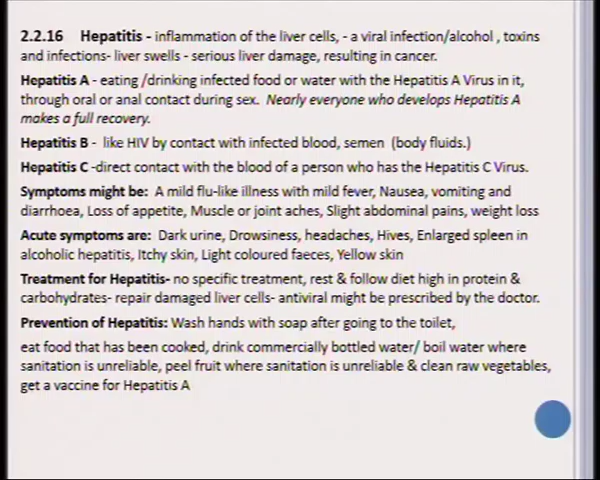 2.2.16 Hepatitis - inflammation of the liver cells, - a viral infection/alcohol , toxins
and infections- liver swells - serious liver damage, resulting in cancer.
Hepatitis A - eating /drinking infected food or water with the Hepatitis A Virus in it,
through oral or anal contact during sex. Nearly everyone who develops Hepatitis A
makes a full recovery.
Hepatitis B - like HIV by contact with infected blood, semen (body fluids.)
Hepatitis C -direct contact with the blood of a person who has the Hepatitis C Virus.
Symptoms might be: A mild flu-like illness with mild fever, Nausea, vomiting and
diarrhoea, Loss of appetite, Muscle or joint aches, Slight abdominal pains, weight loss
Acute symptoms are: Dark urine, Drowsiness, headaches, Hives, Enlarged spleen in
alcoholic hepatitis, Itchy skin, Light coloured faeces, Yellow skin
Treatment for Hepatitis- no specific treatment, rest & follow diet high in protein &
carbohydrates- repair damaged liver cells- antiviral might be prescribed by the doctor.
Prevention of Hepatitis: Wash hands with soap after going to the toilet,
eat food that has been cooked, drink commercially bottled water/ boil water where
sanitation is unreliable, peel fruit where sanitation is unreliable & clean raw vegetables,
get a vaccine for Hepatitis A